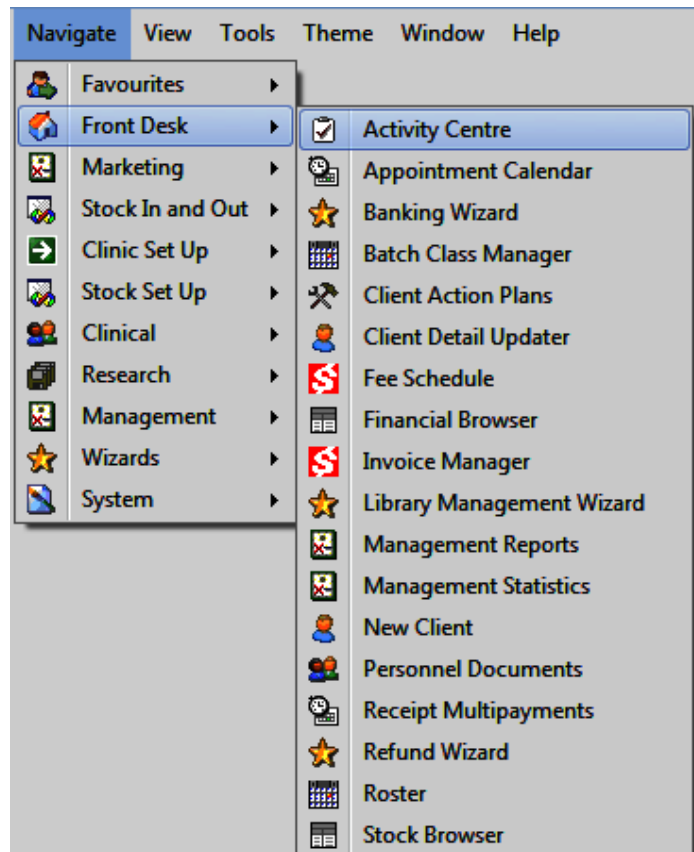 Navigate View Tools Theme Window Help
Favourites
Front Desk
Marketing
Stock In and Out
Clinic Set Up
Stock Set Up
Clinical
Research
Management
Wizards
System
Activity Centre
Appointment Calendar
Banking Wizard
Batch Class Manager
Client Action Plans
Client Detail Updater
Fee Schedule
Financial Browser
Invoice Manager
Library Management Wizard
Management Reports
Management Statistics
New Client
Personnel Documents
Receipt Multipayments
Refund Wizard
Roster
Stock Browser